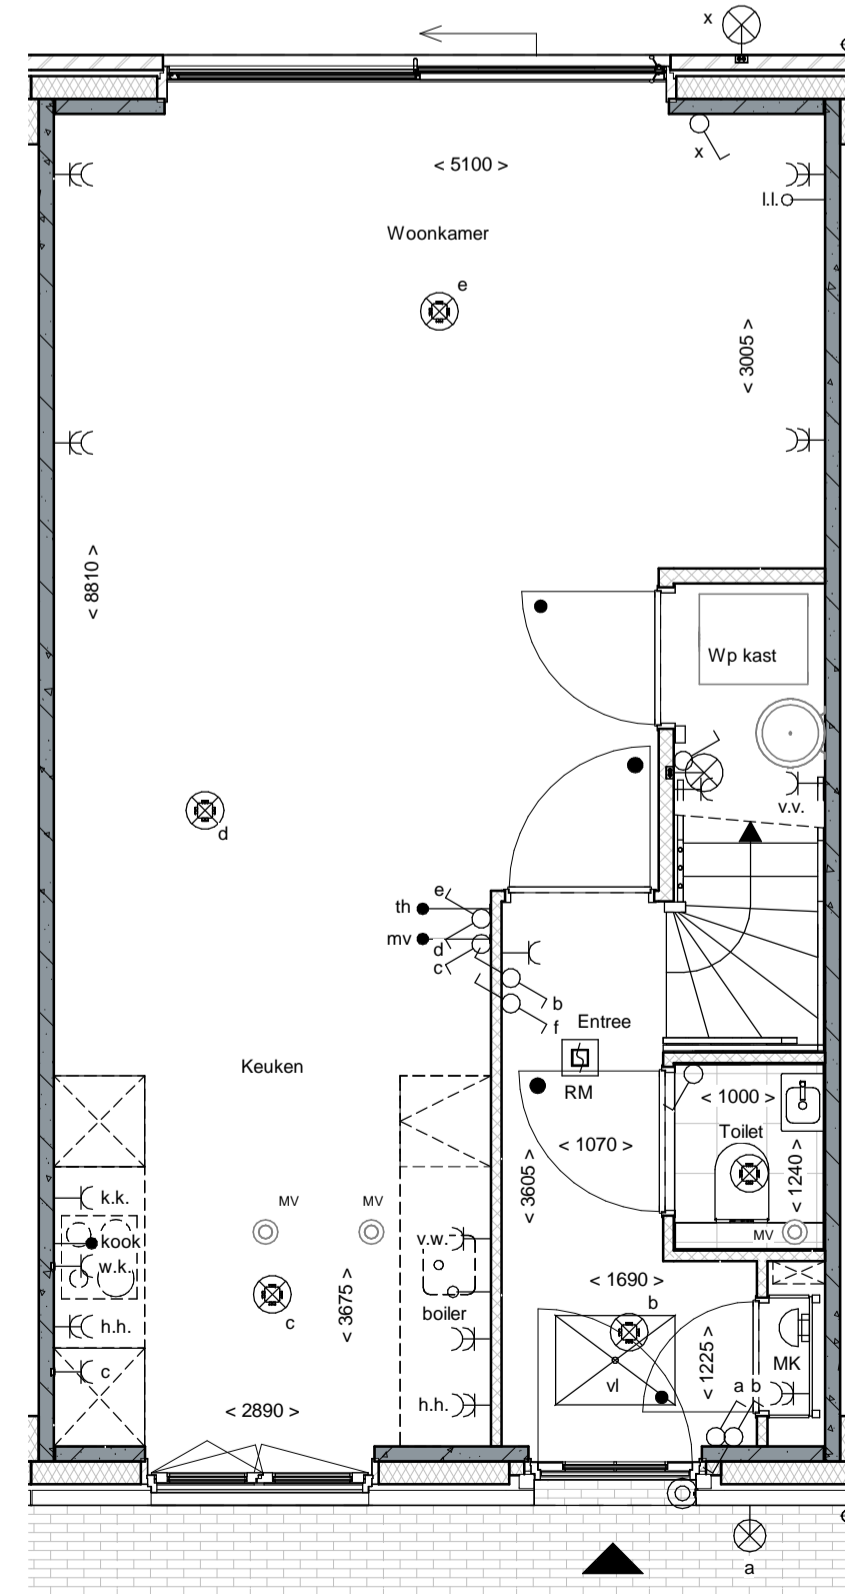 x
x
< 5100 >
l.l.
Woonkamer
e
< 3005 >
< 8810 >
Wp kast
v.v.
d
e
th
mv
d
c
b
f
Entree
RM
Keuken
< 1000 >
Toilet
< 1070 >
< 3605 >
< 1240 >
MV
k.k.
MV
MV
kook
w.k.
v.w.
boiler
h.h.
c
< 3675 >
< 1690 >
b
c
h.h.
< 2890 >
vl
< 1225 >
MK
a b
a